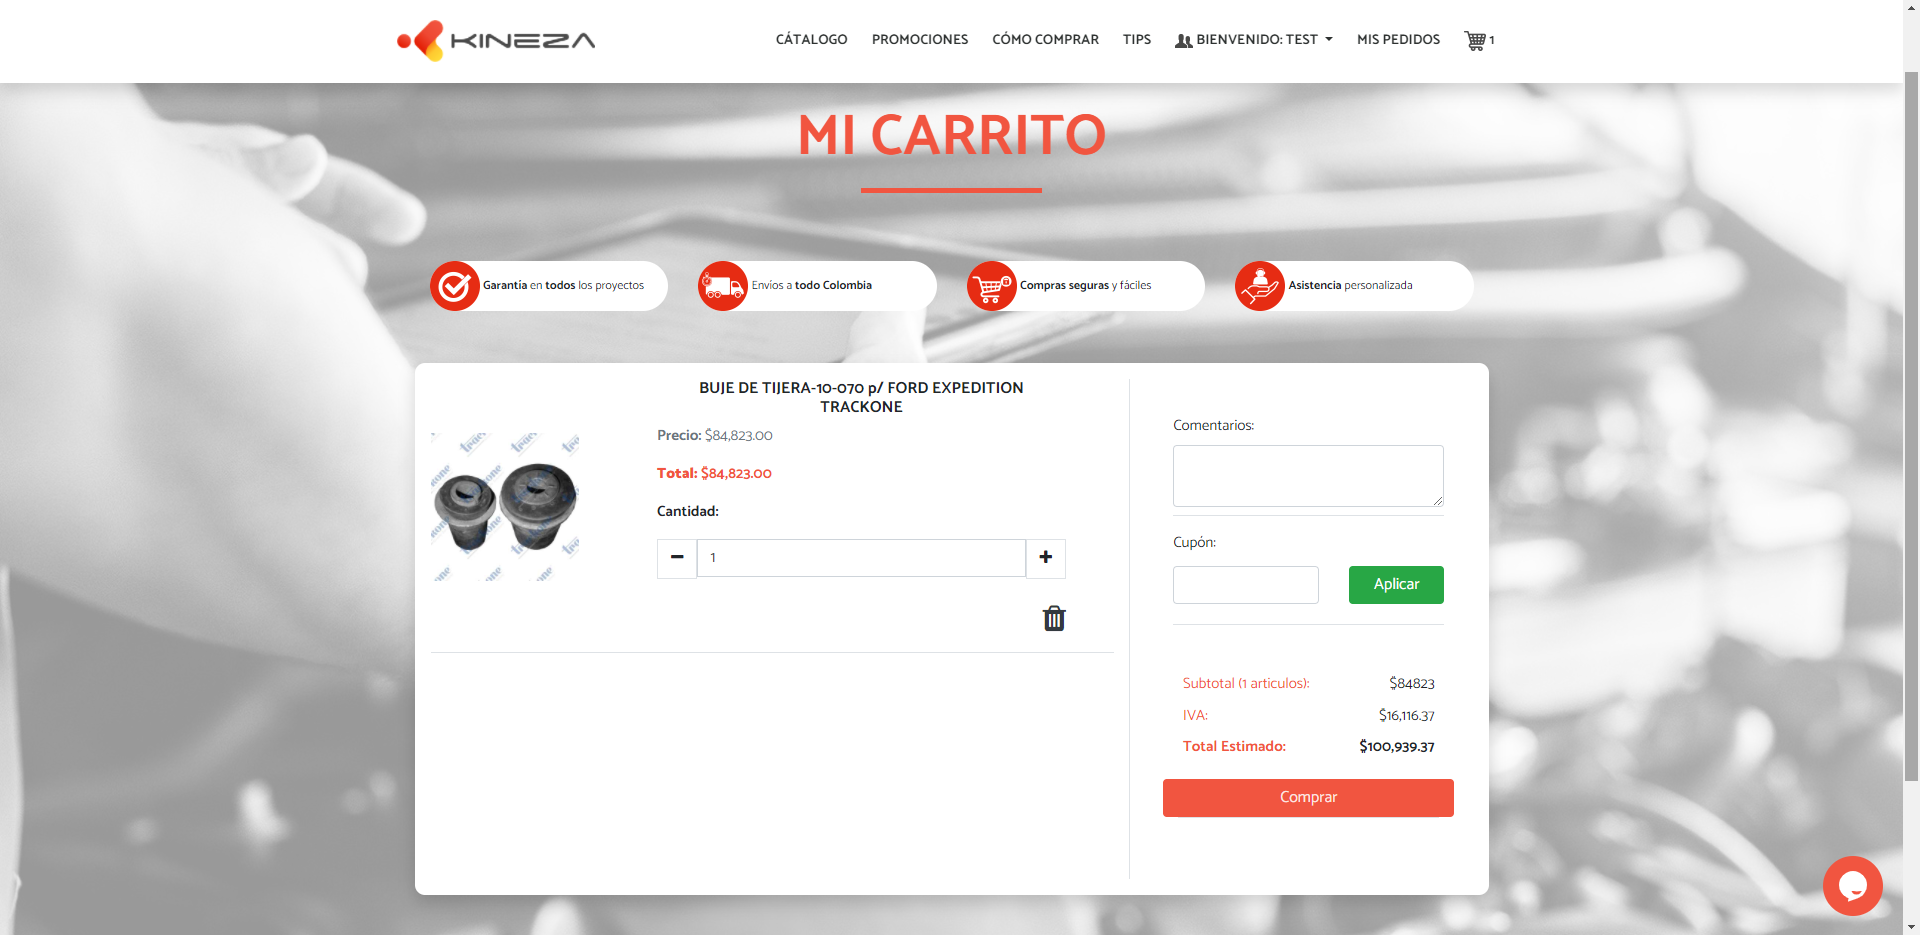 KINEZA
CÁTALOGO PROMOCIONES CÓMO COMPRAR TIPS BIENVENIDO: TEST MIS PEDIDOS 1
MI CARRITO
Garantía en todos los proyectos
Envíos a todo Colombia
Compras seguras y fáciles
Asistencia personalizada
BUJE DE TIJERA-10-070 p/ FORD EXPEDITION
TRACKONE
Precio: $84,823.00
Total: $84,823.00
Cantidad:
1
Comentarios:
Cupón:
Aplicar
Subtotal (1 articulos): $84823
IVA: $16,116.37
Total Estimado: $100,939.37
Comprar